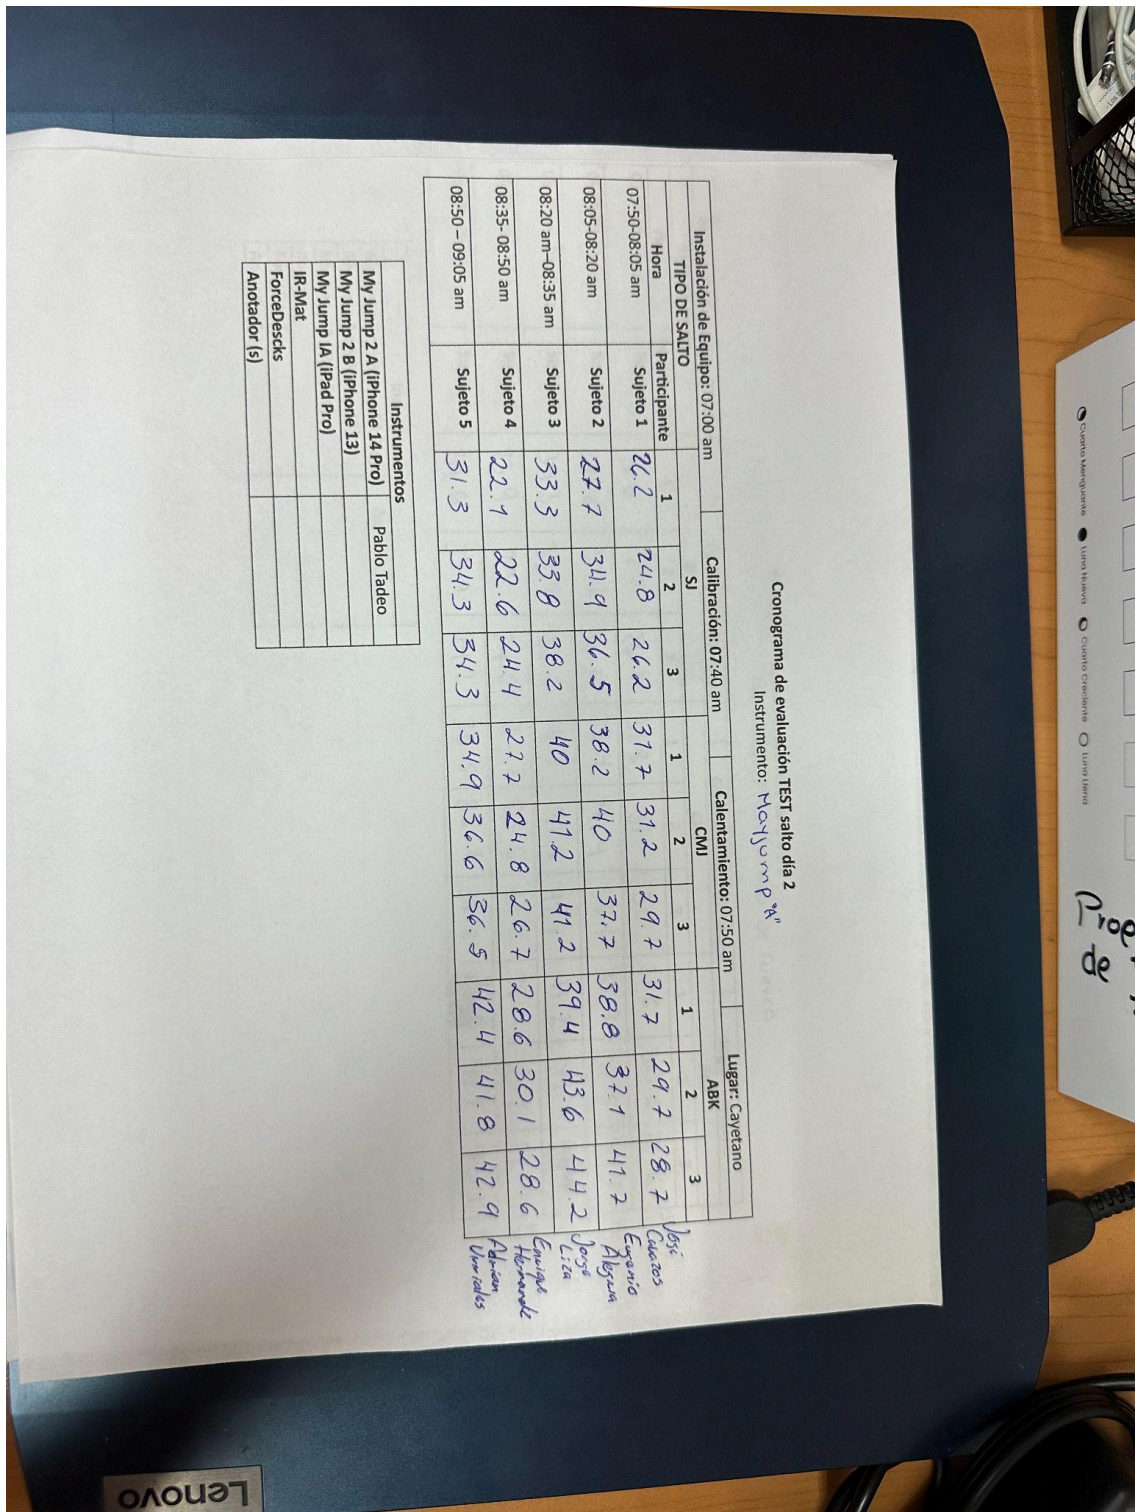 Cronograma de evaluación TEST salto día 2
Instrumento: Mayjump "A"
Instalación de Equipo: 07:00 am Calibración: 07:40 am Calentamiento: 07:50 am Lugar: Cayetano
TIPO DE SALTO SJ CMJ ABK
Hora Participante 1 2 3 1 2 3 1 2 3
07:50-08:05 am Sujeto 1 26.2 24.8 26.2 31.7 31.2 29.7 31.7 29.7 28.7 José Cavazos
08:05-08:20 am Sujeto 2 27.7 34.9 36.5 38.2 40 37.7 38.8 37.1 41.7 Eugenio
08:20 am–08:35 am Sujeto 3 33.3 33.8 38.2 40 41.2 41.2 39.4 43.6 44.2 Jorge
08:35- 08:50 am Sujeto 4 22.1 22.6 24.4 27.7 24.8 26.7 28.6 30.1 28.6 Enrique
08:50 – 09:05 am Sujeto 5 31.3 34.3 34.3 34.9 36.6 36.5 42.4 41.8 42.9 Adrian
Instrumentos
My Jump 2 A (iPhone 14 Pro) Pablo Tadeo
My Jump 2 B (iPhone 13)
My Jump IA (iPad Pro)
IR-Mat
ForceDescks
Anotador (s)
Cuarto Menguante Luna Nueva Cuarto Creciente Luna Llena
de
Lenovo